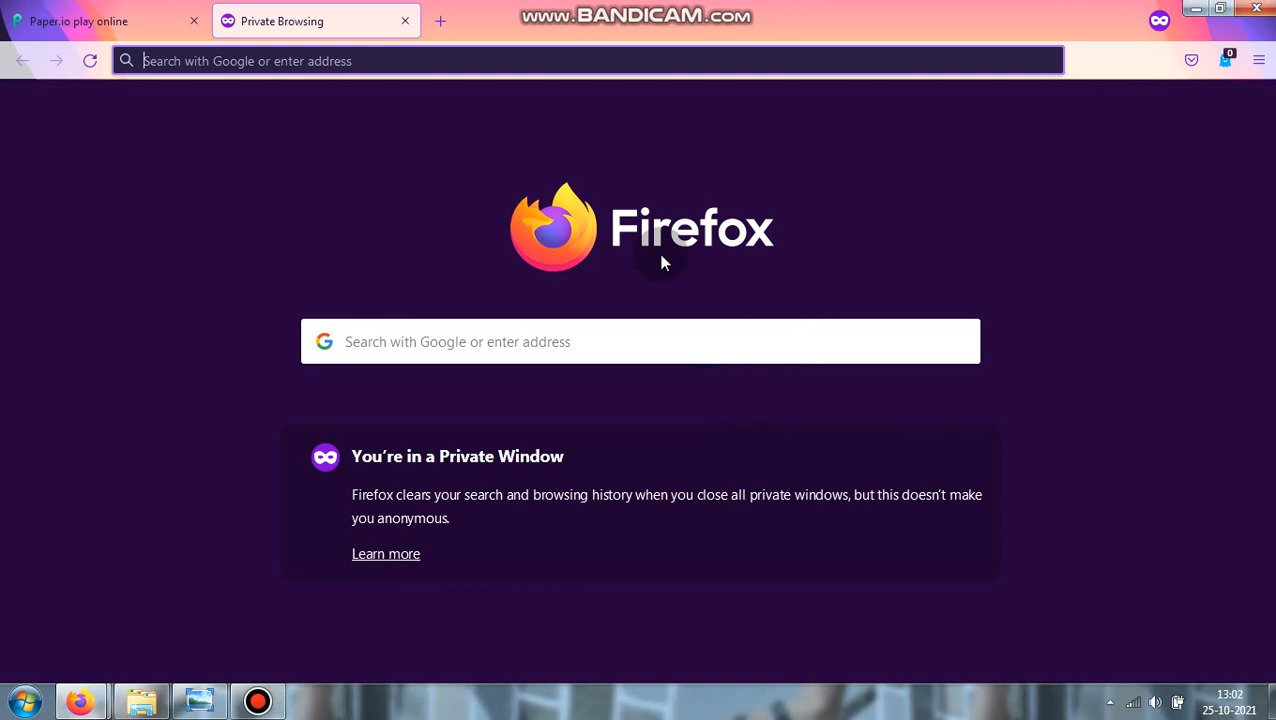 Paper.io play online
Private Browsing
www.BANDICAM.com
Search with Google or enter address
0
Firefox
Search with Google or enter address
You're in a Private Window
Firefox clears your search and browsing history when you close all private windows, but this doesn't make
you anonymous.
Learn more
13:02
25-10-2021